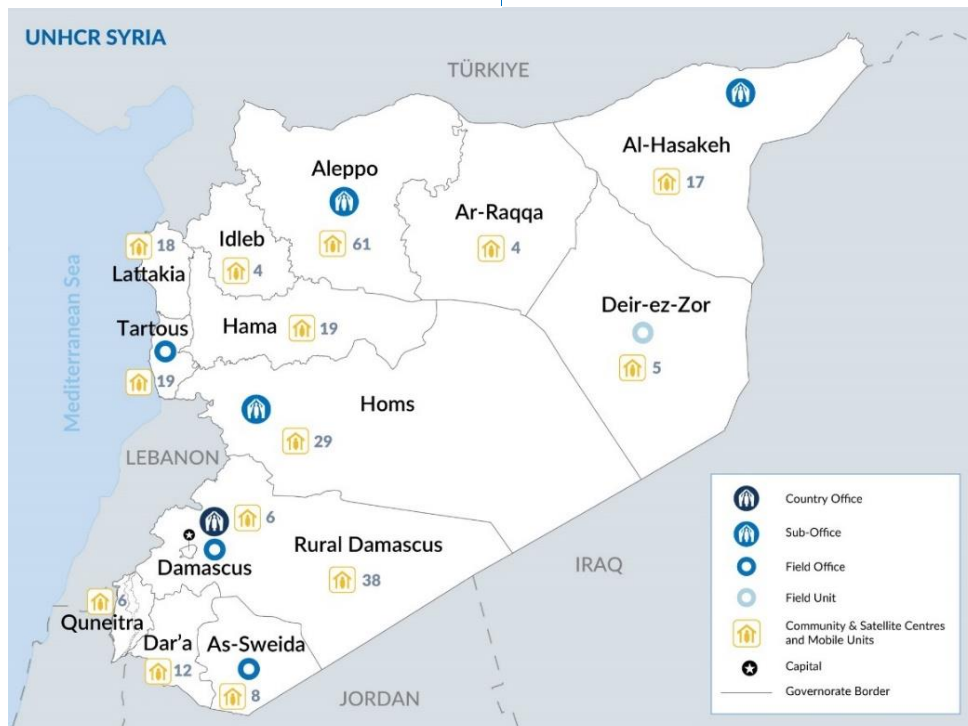 UNHCR SYRIA
TÜRKIYE
Al-Hasakeh
17
Aleppo
61
Ar-Raqqa
4
Idleb
4
18
Lattakia
Mediterranean Sea
Hama
19
Tartous
19
Deir-ez-Zor
5
Homs
29
LEBANON
6
Damascus
Rural Damascus
38
IRAQ
6
Quneitra
Dar'a
12
As-Sweida
8
JORDAN
Country Office
Sub-Office
Field Office
Field Unit
Community & Satellite Centres
and Mobile Units
Capital
Governorate Border